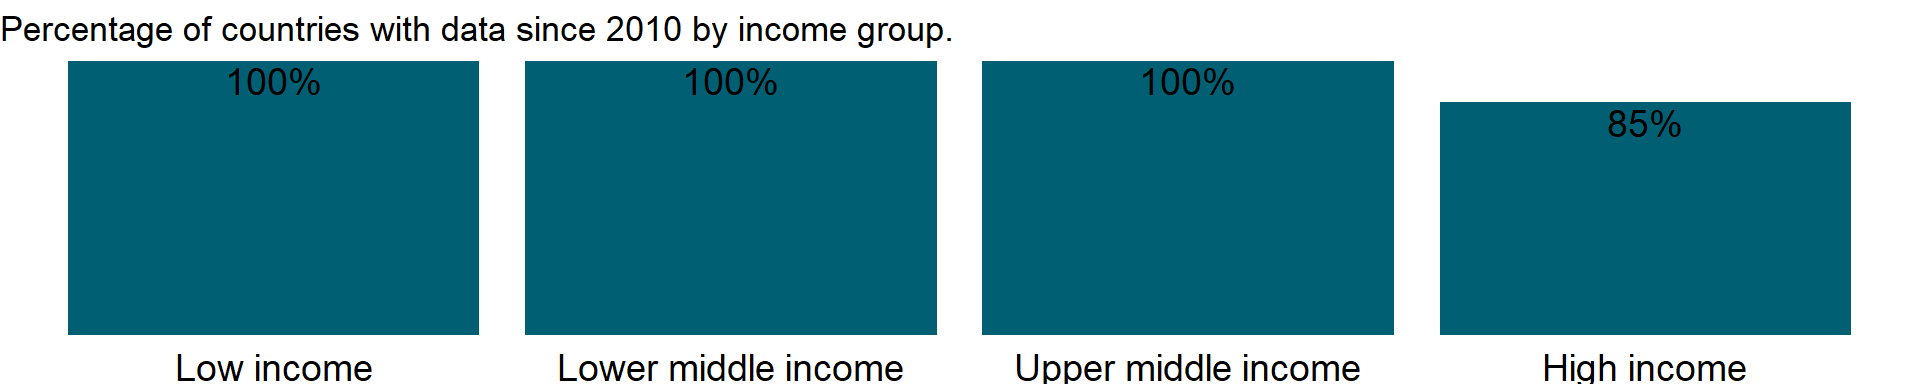 Percentage of countries with data since 2010 by income group.
100% 100% 100% 85%
Low income Lower middle income Upper middle income High income